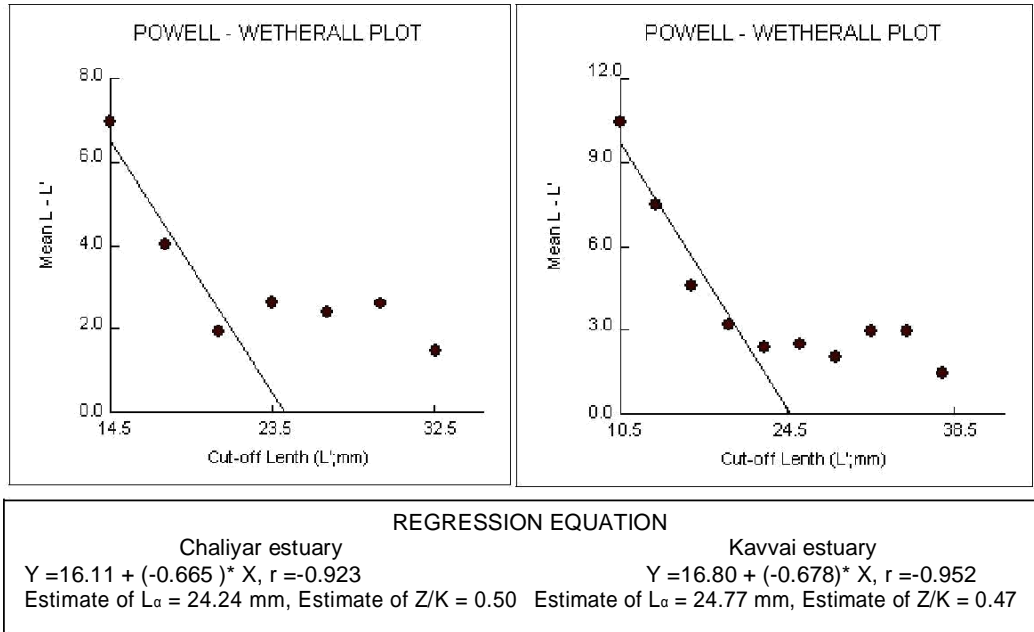 POWELL - WETHERALL PLOT
8.0
6.0
4.0
2.0
0.0
Mean L - L'
14.5
23.5
32.5
Cut-off Lenth (L';mm)
POWELL - WETHERALL PLOT
12.0
9.0
6.0
3.0
0.0
Mean L - L'
10.5
24.5
38.5
Cut-off Lenth (L';mm)
REGRESSION EQUATION
Chaliyar estuary
Y =16.11 + (-0.665 )* X, r =-0.923
Estimate of Lα = 24.24 mm, Estimate of Z/K = 0.50
Kavvai estuary
Y =16.80 + (-0.678)* X, r =-0.952
Estimate of Lα = 24.77 mm, Estimate of Z/K = 0.47